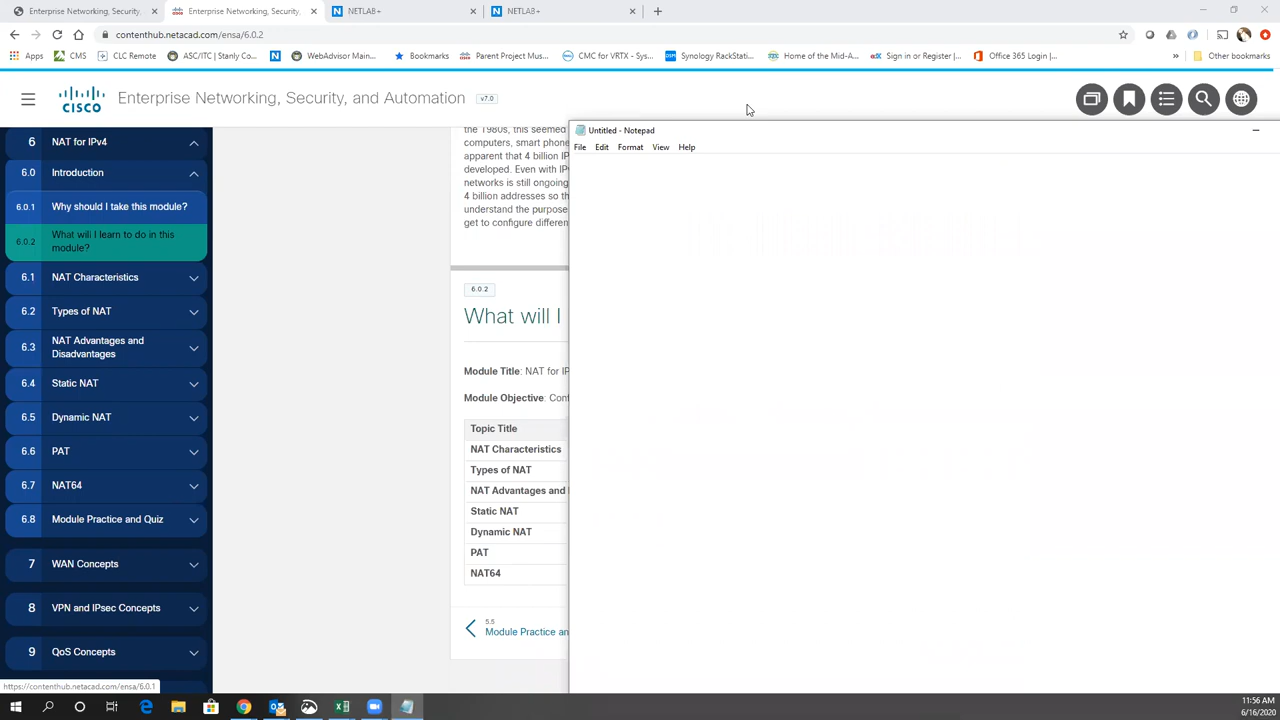 Enterprise Networking, Security,
Enterprise Networking, Security,
NETLAB+
NETLAB+
contenthub.netacad.com/ensa/6.0.2
Apps
CMS
CLC Remote
ASC/ITC | Stanly Co...
WebAdvisor Main...
Bookmarks
Parent Project Mus...
CMC for VRTX - Sys...
Synology RackStati...
Home of the Mid-A...
Sign in or Register |...
Office 365 Login |...
»
Other bookmarks
CISCO
Enterprise Networking, Security, and Automation
v7.0
6 NAT for IPv4
6.0 Introduction
6.0.1 Why should I take this module?
6.0.2 What will I learn to do in this
module?
6.1 NAT Characteristics
6.2 Types of NAT
6.3 NAT Advantages and
Disadvantages
6.4 Static NAT
6.5 Dynamic NAT
6.6 PAT
6.7 NAT64
6.8 Module Practice and Quiz
7 WAN Concepts
8 VPN and IPsec Concepts
9 QoS Concepts
https://contenthub.netacad.com/ensa/6.0.1
the 1980s, this seemed
computers, smart phone
apparent that 4 billion IP
developed. Even with IP
networks is still ongoing
4 billion addresses so th
understand the purpose
get to configure differen
6.0.2
What will I
Module Title: NAT for IP
Module Objective: Conf
Topic Title
NAT Characteristics
Types of NAT
NAT Advantages and
Static NAT
Dynamic NAT
PAT
NAT64
5.5
Module Practice an
Untitled - Notepad
File Edit Format View Help
11:56 AM
6/16/2020